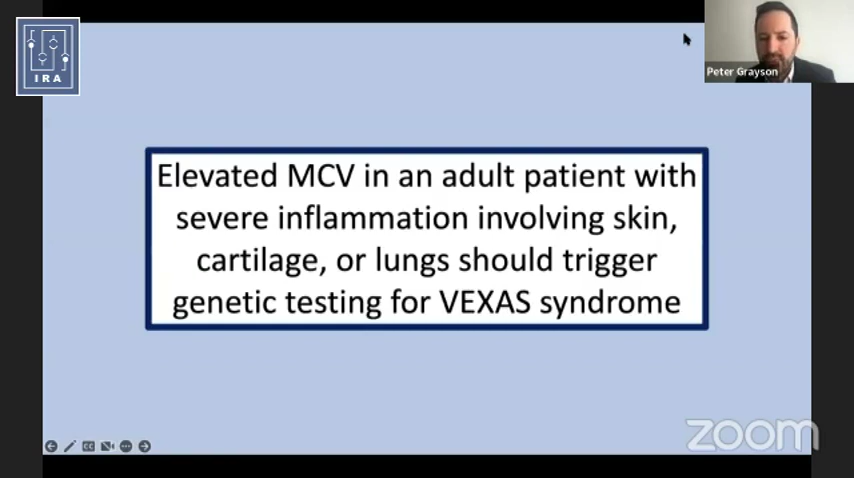 IRA
Peter Grayson
Elevated MCV in an adult patient with
severe inflammation involving skin,
cartilage, or lungs should trigger
genetic testing for VEXAS syndrome
CC
zoom